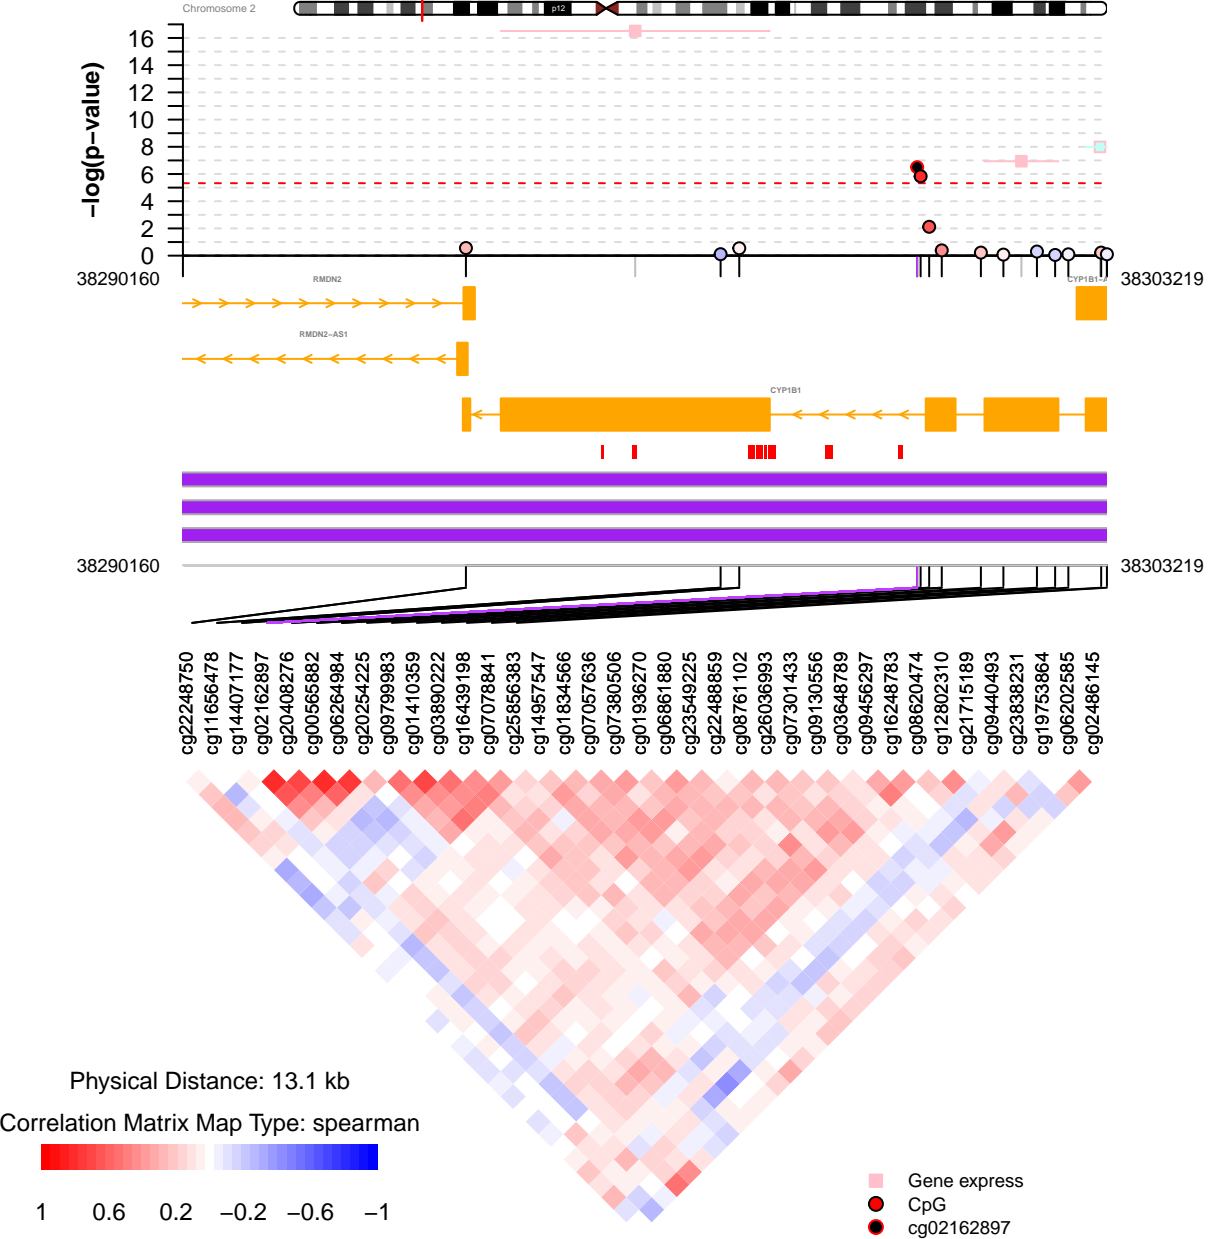 Chromosome 2
p12
−log(p−value)
16
14
12
10
8
6
4
2
0
38290160
38303219
RMDN2
CYP1B1−A
RMDN2−AS1
CYP1B1
38290160
38303219
cg22248750
cg11656478
cg14407177
cg02162897
cg20408276
cg00565882
cg06264984
cg20254225
cg09799983
cg01410359
cg03890222
cg16439198
cg07078841
cg25856383
cg14957547
cg01834566
cg07057636
cg07380506
cg01936270
cg06861880
cg23549225
cg22488859
cg08761102
cg26036993
cg07301433
cg09130556
cg03648789
cg09456297
cg16248783
cg08620474
cg12802310
cg21715189
cg09440493
cg23838231
cg19753864
cg06202585
cg02486145
Physical Distance: 13.1 kb
Correlation Matrix Map Type: spearman
1 0.6 0.2 −0.2 −0.6 −1
Gene express
CpG
cg02162897